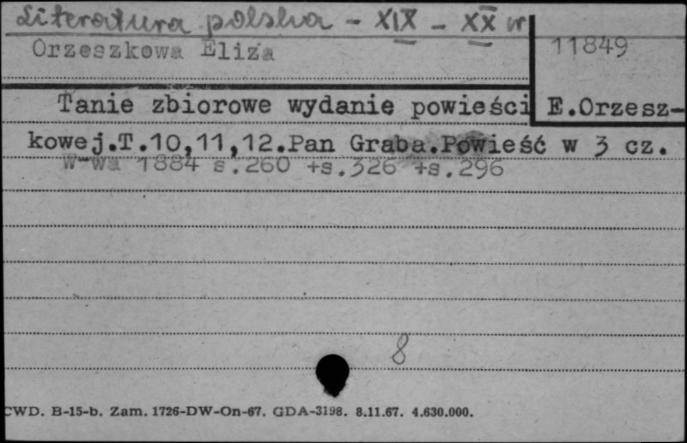 Literatura polska - XIX - XX w
Orzeszkowa Eliza 11849
Tanie zbiorowe wydanie powieści E.Orzesz-
kowej.T.10,11,12.Pan Graba.Powieść w 3 cz.
W-wa 1884 s.260 +s.326 +s.296
8
CWD. B-15-b. Zam. 1726-DW-On-67. GDA-3198. 8.11.67. 4.630.000.